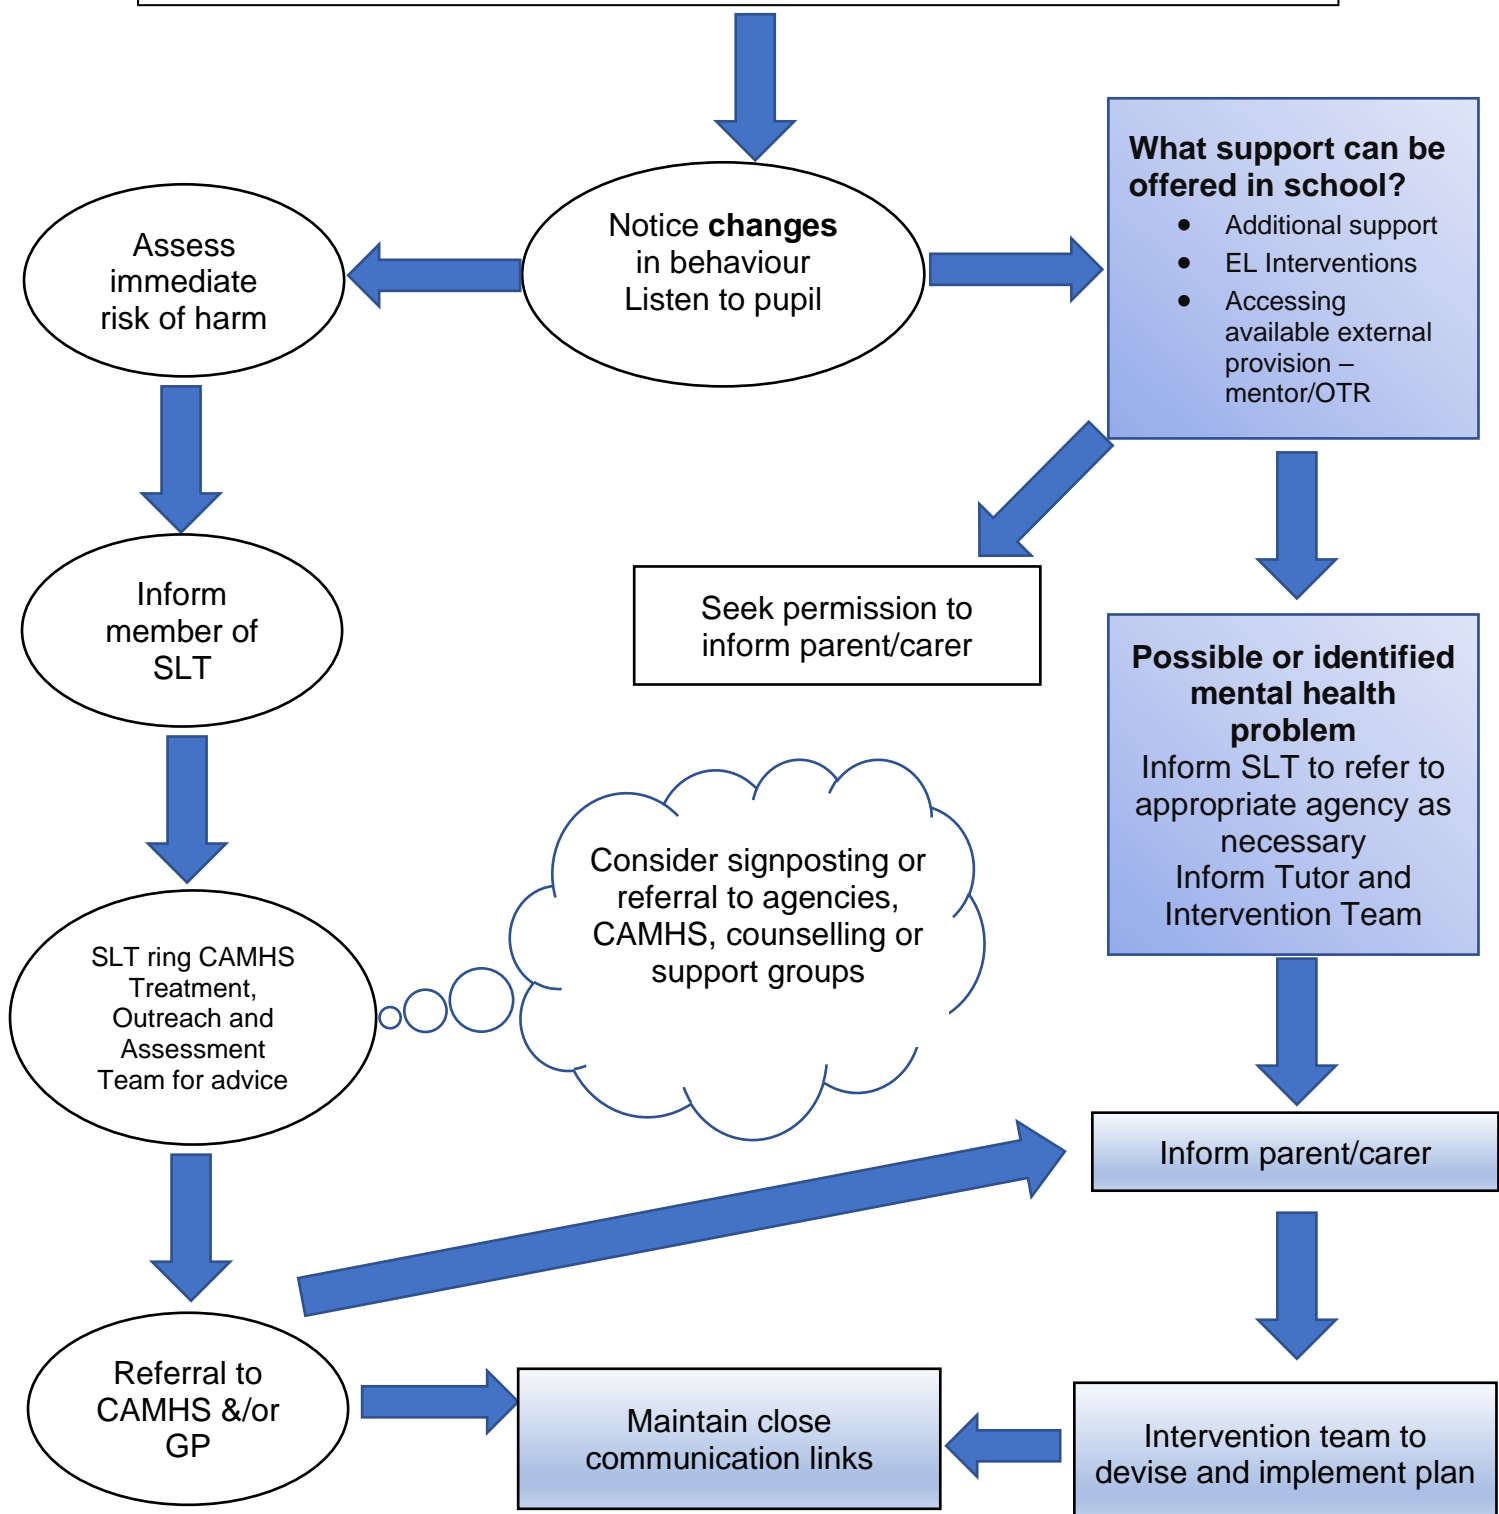 Notice changes
in behaviour
Listen to pupil
Assess
immediate
risk of harm
What support can be
offered in school?
• Additional support
• EL Interventions
• Accessing
available external
provision –
mentor/OTR
Inform
member of
SLT
Seek permission to
inform parent/carer
Possible or identified
mental health
problem
Inform SLT to refer to
appropriate agency as
necessary
Inform Tutor and
Intervention Team
SLT ring CAMHS
Treatment,
Outreach and
Assessment
Team for advice
Consider signposting or
referral to agencies,
CAMHS, counselling or
support groups
Inform parent/carer
Referral to
CAMHS &/or
GP
Maintain close
communication links
Intervention team to
devise and implement plan